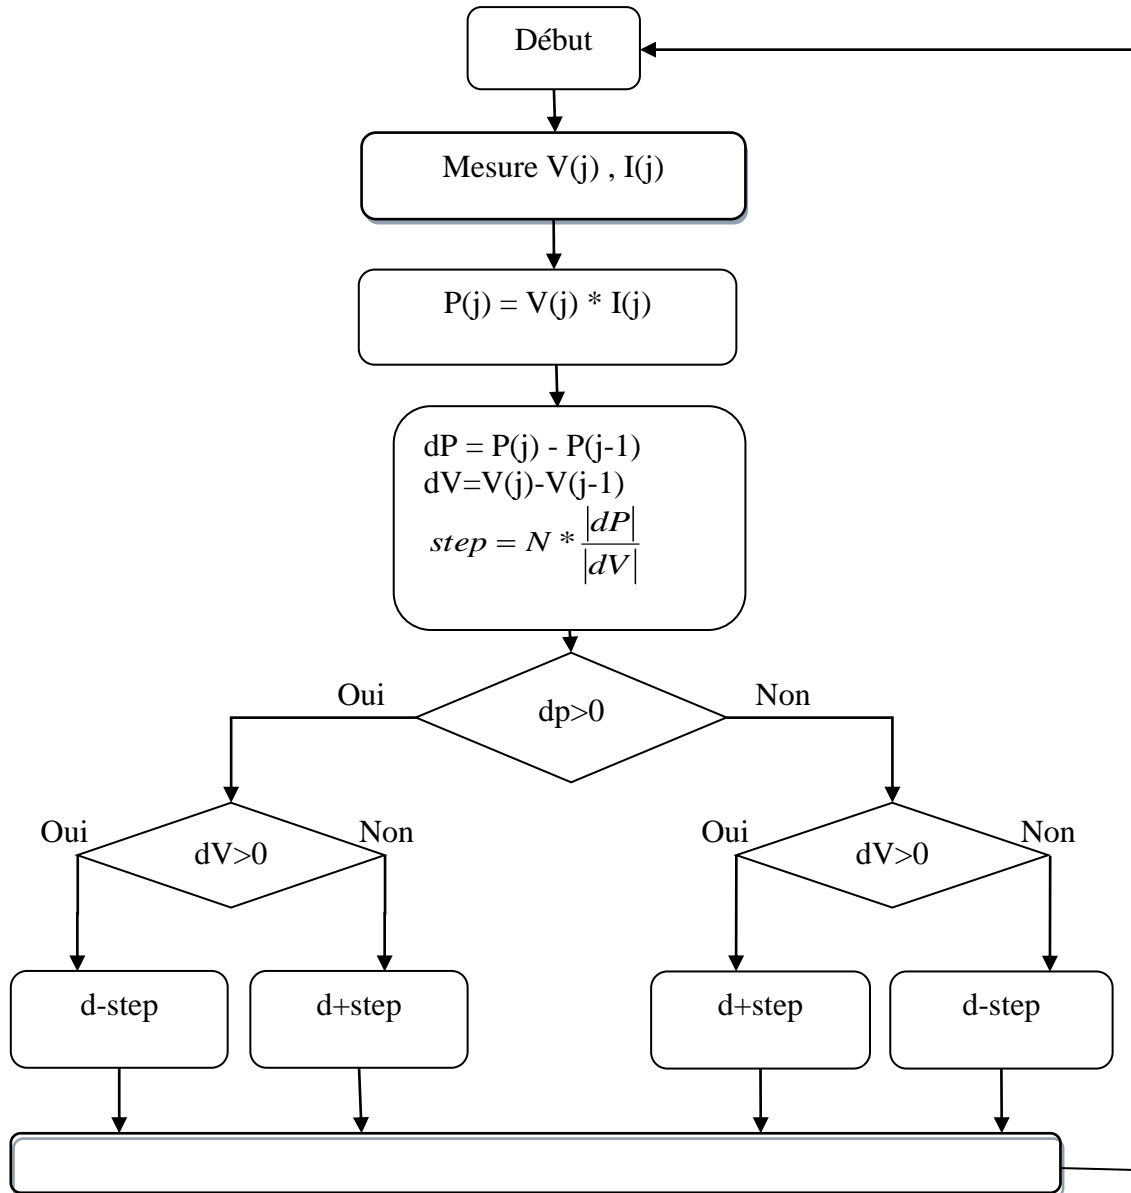 Début
Mesure V(j) , I(j)
P(j) = V(j) * I(j)
dP = P(j) - P(j-1)
dV=V(j)-V(j-1)
step = N * |dP| / |dV|
Oui
dp>0
Non
Oui
dV>0
Non
Oui
dV>0
Non
d-step
d+step
d+step
d-step